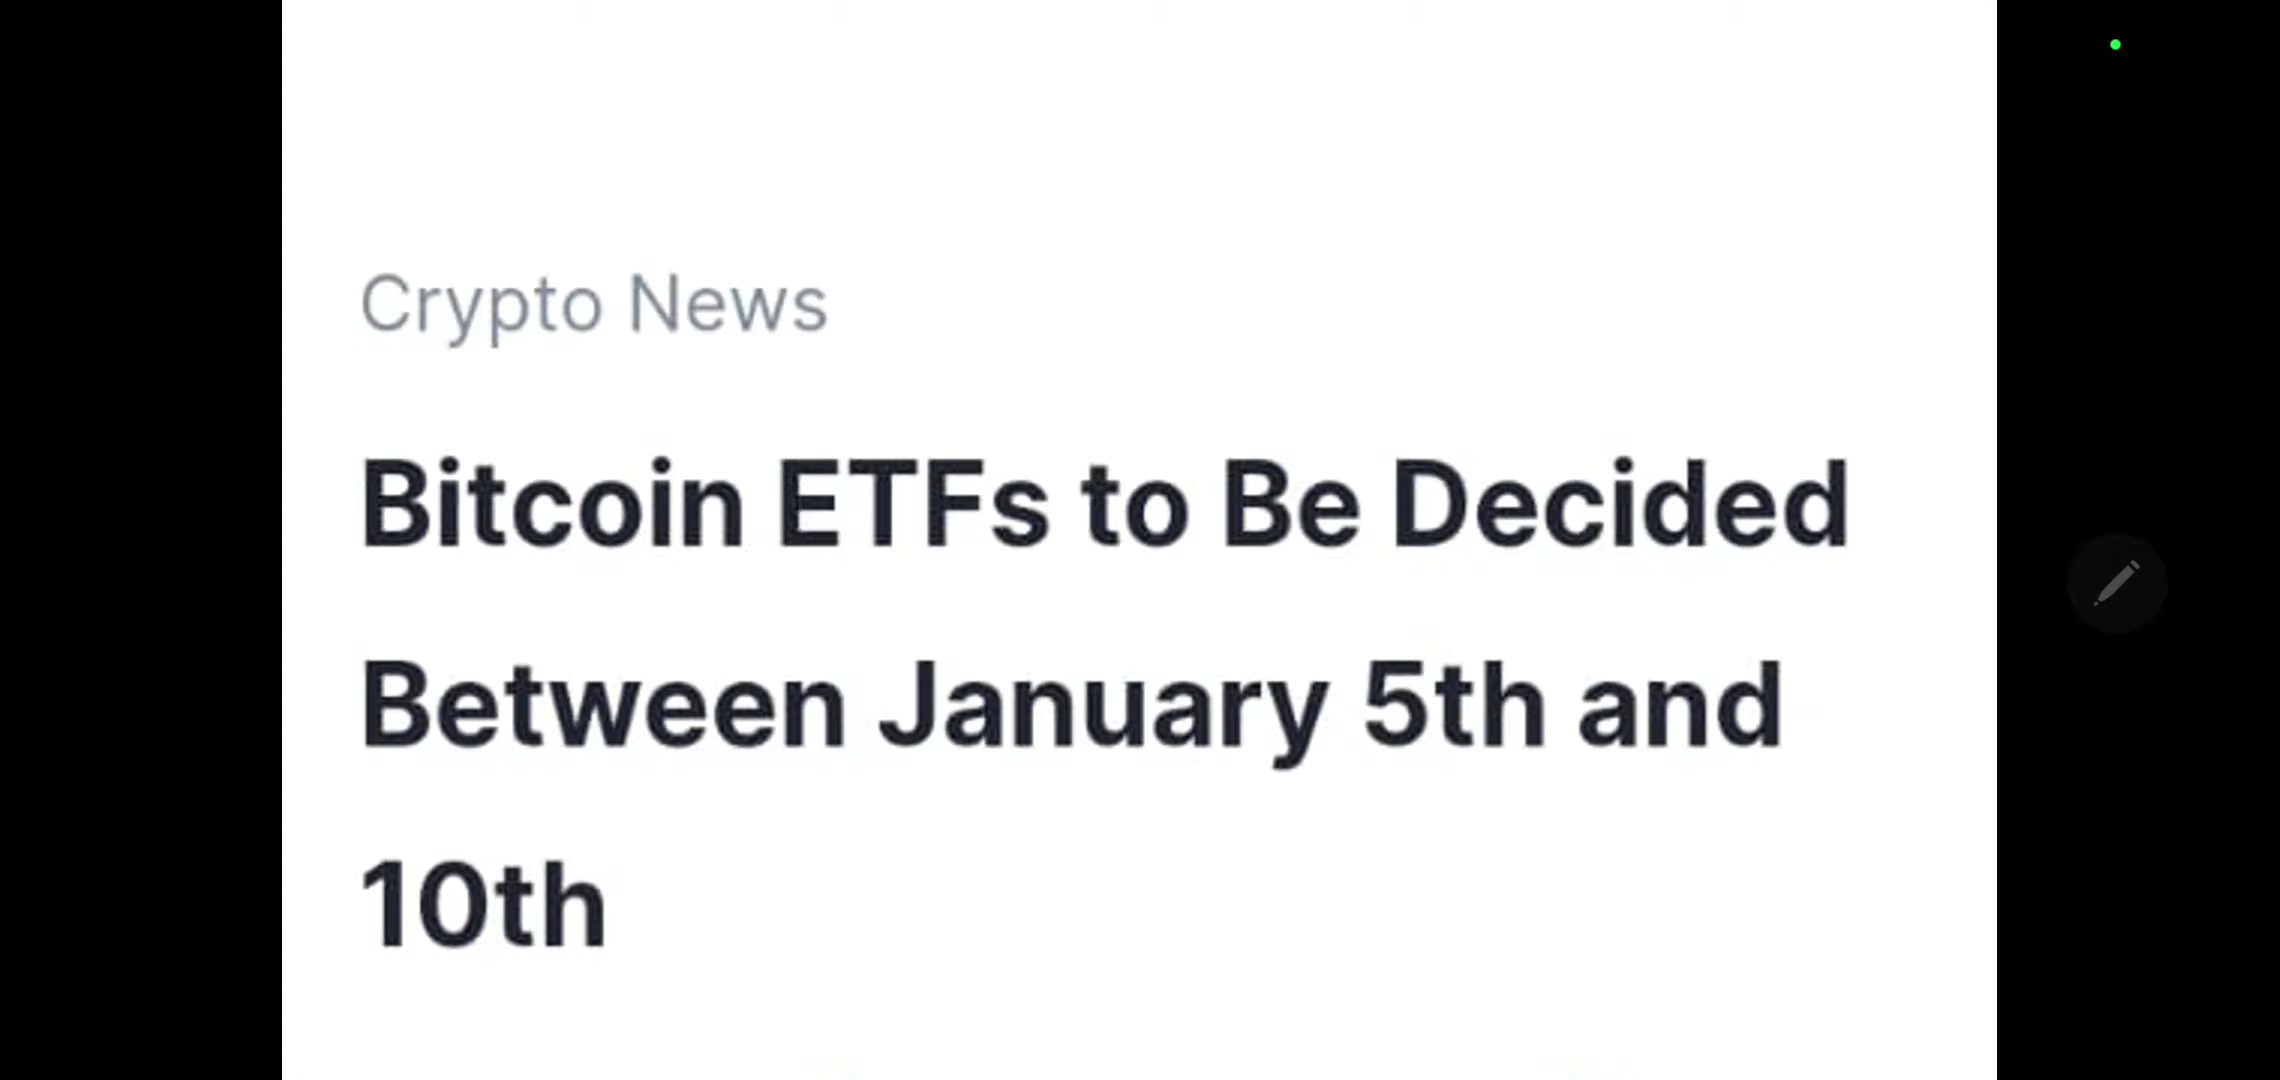 Crypto News
Bitcoin ETFs to Be Decided
Between January 5th and
10th